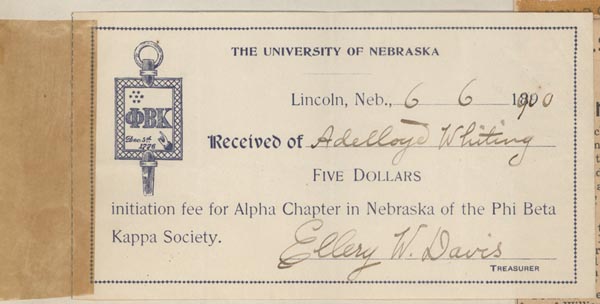 THE UNIVERSITY OF NEBRASKA
Lincoln, Neb., 6 6 1900
ΦΒΚ
Dec. 5th
1776
Received of Adelloyd Whiting
FIVE DOLLARS
initiation fee for Alpha Chapter in Nebraska of the Phi Beta
Kappa Society.
Ellery W. Davis
TREASURER